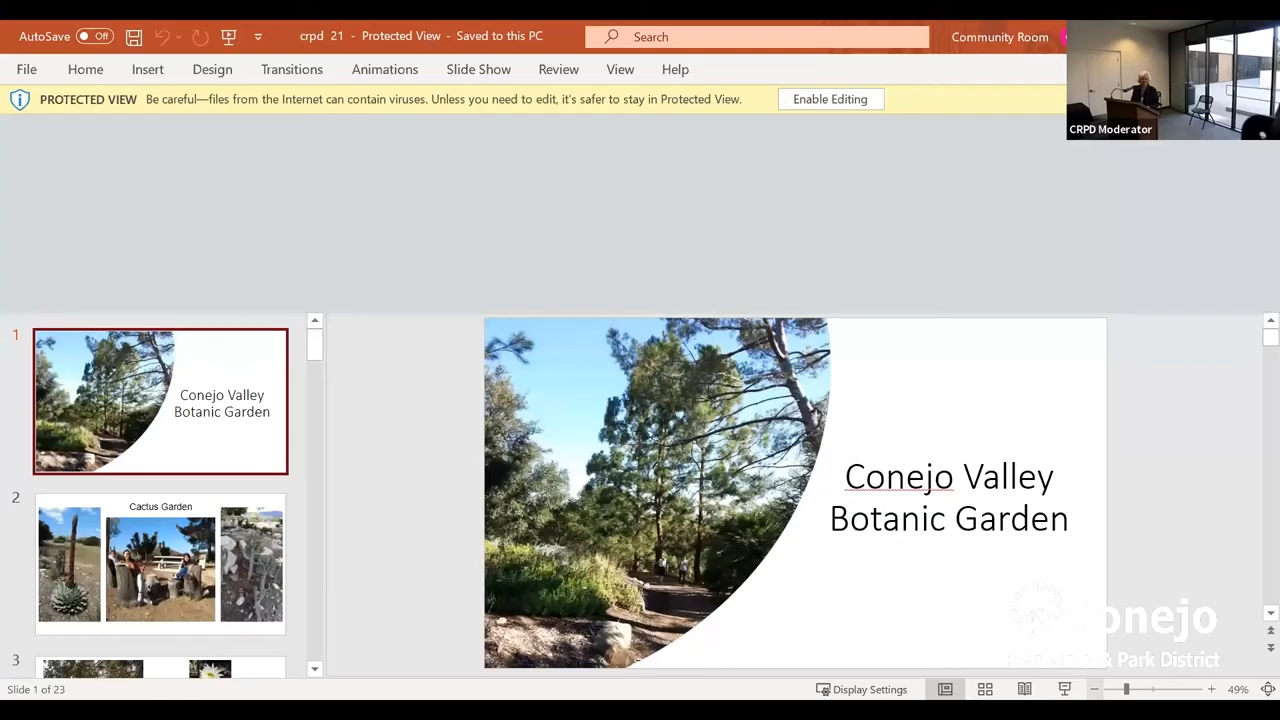 AutoSave Off
crpd 21 - Protected View - Saved to this PC
Search
Community Room
File Home Insert Design Transitions Animations Slide Show Review View Help
PROTECTED VIEW Be careful—files from the Internet can contain viruses. Unless you need to edit, it's safer to stay in Protected View.
Enable Editing
CRPD Moderator
1
Conejo Valley
Botanic Garden
2
Cactus Garden
3
Conejo Valley
Botanic Garden
onejo
& Park District
Slide 1 of 23
Display Settings
49%